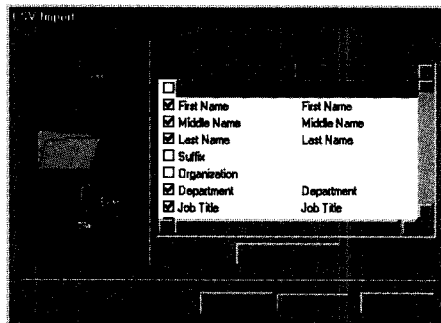 CSV Import
First Name First Name
Middle Name Middle Name
Last Name Last Name
Suffix
Organization
Department Department
Job Title Job Title